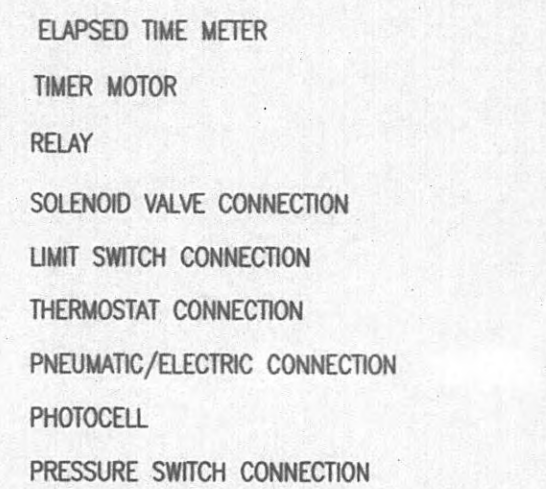 ELAPSED TIME METER
TIMER MOTOR
RELAY
SOLENOID VALVE CONNECTION
LIMIT SWITCH CONNECTION
THERMOSTAT CONNECTION
PNEUMATIC/ELECTRIC CONNECTION
PHOTOCELL
PRESSURE SWITCH CONNECTION